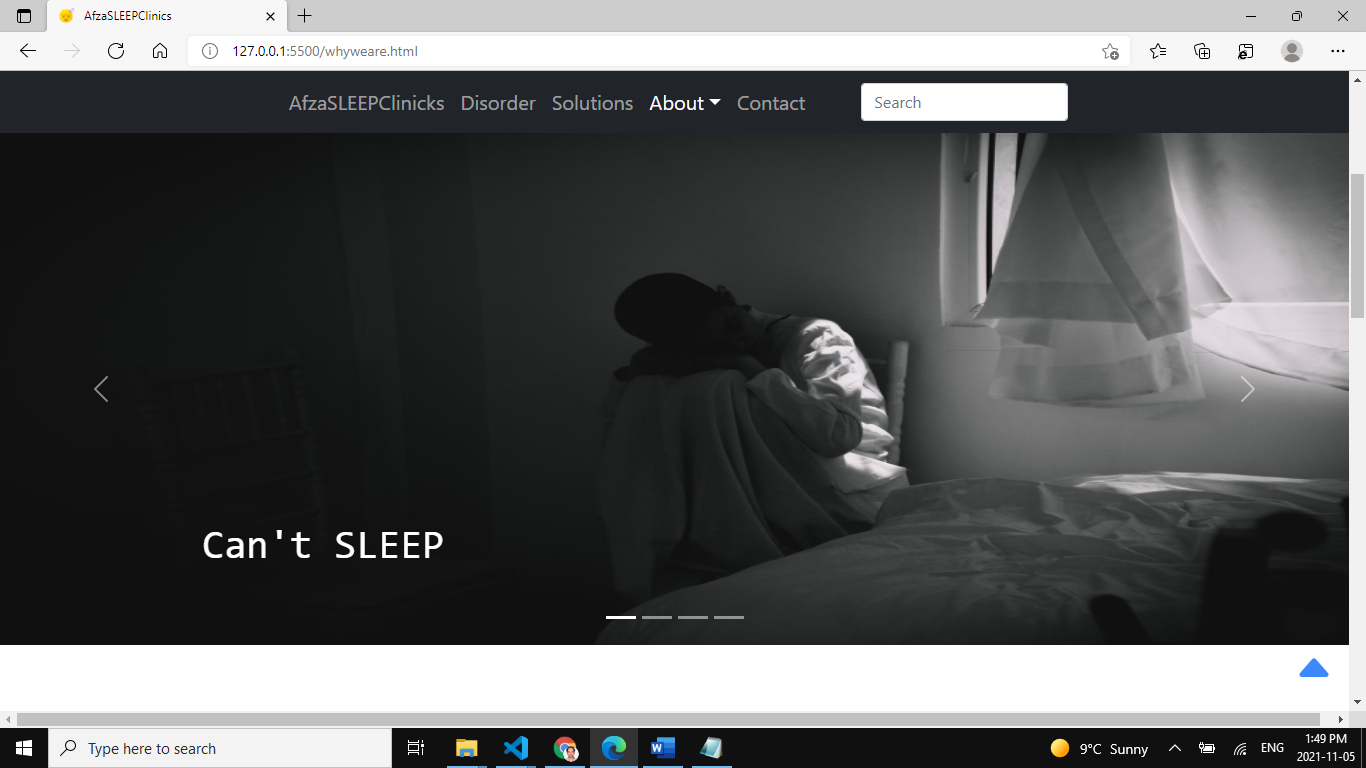 AfzaSLEEPClinics
127.0.0.1:5500/whyweare.html
AfzaSLEEPClinicks Disorder Solutions About Contact Search
Can't SLEEP
Type here to search
9°C Sunny
ENG
1:49 PM
2021-11-05